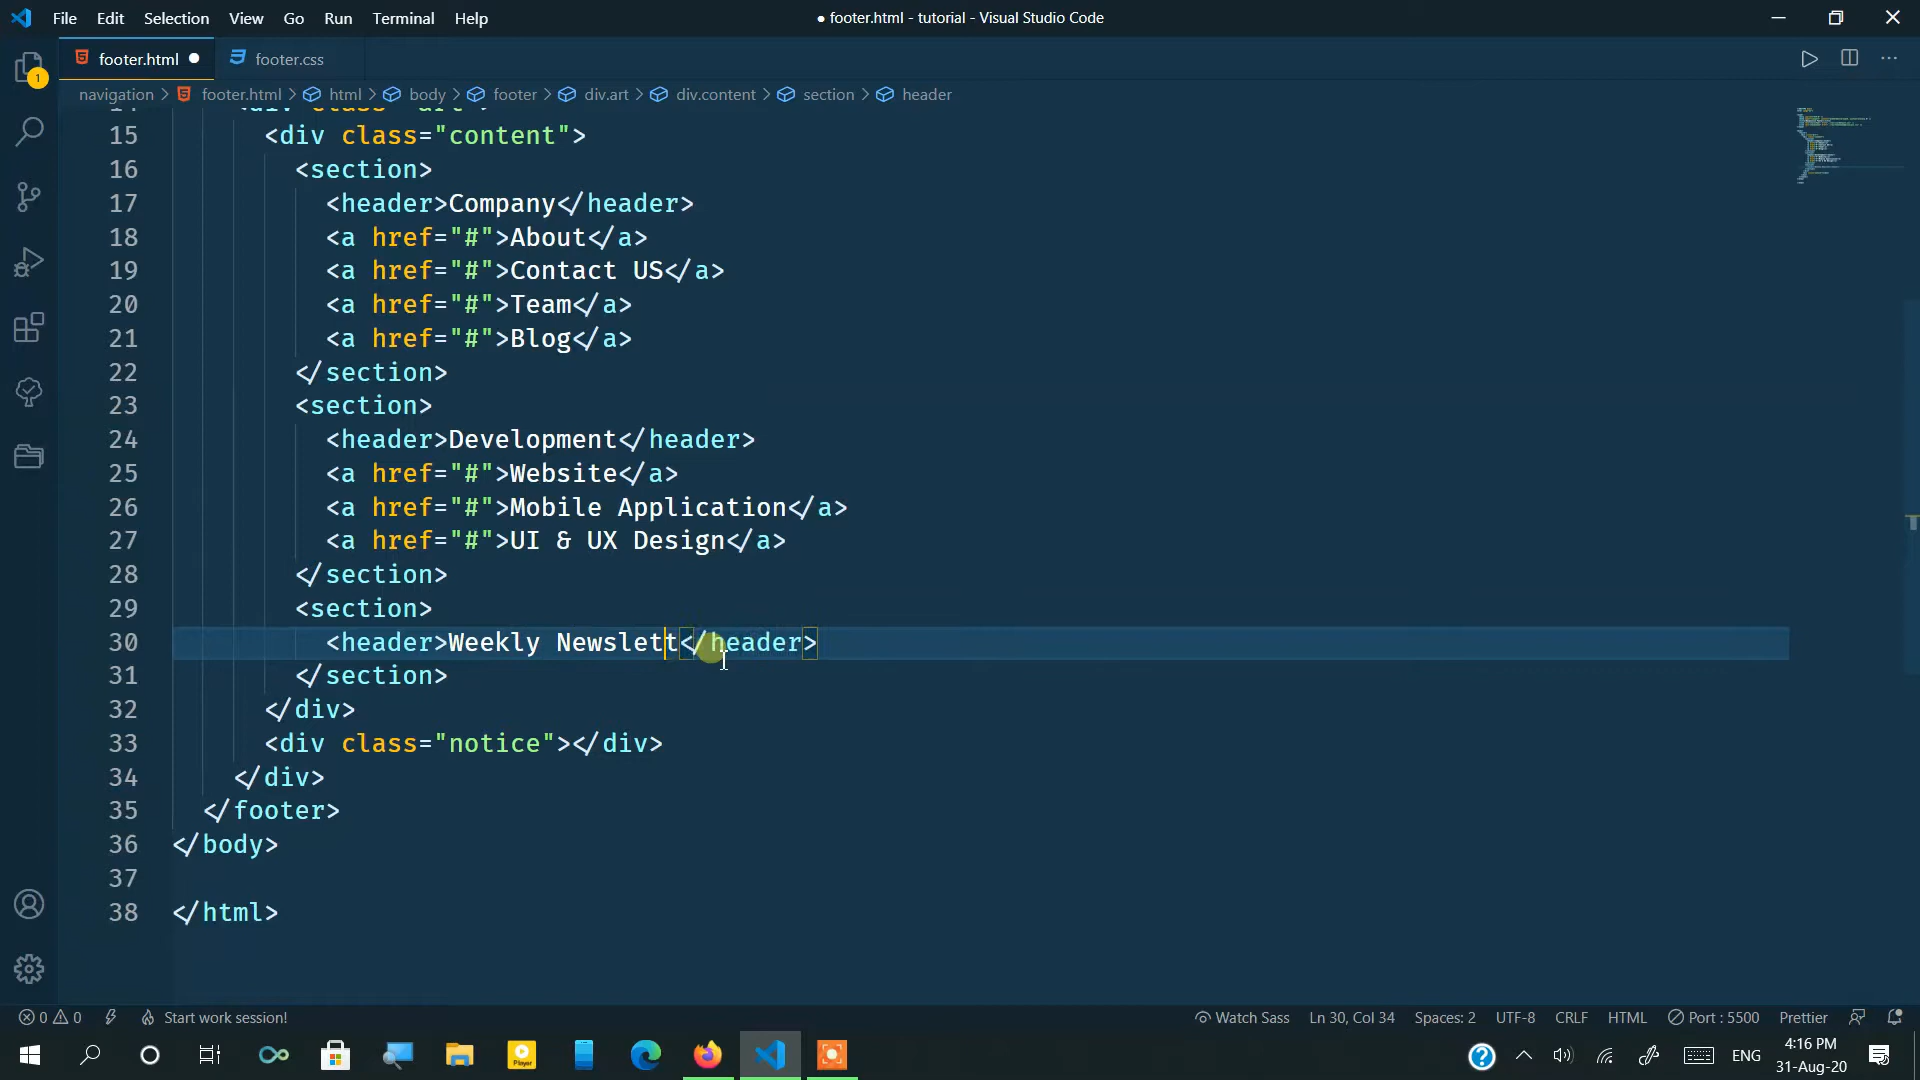 File Edit Selection View Go Run Terminal Help
● footer.html - tutorial - Visual Studio Code
footer.html ● footer.css
1
navigation > footer.html > html > body > footer > div.art > div.content > section > header
15 <div class="content">
16 <section>
17 <header>Company</header>
18 <a href="#">About</a>
19 <a href="#">Contact US</a>
20 <a href="#">Team</a>
21 <a href="#">Blog</a>
22 </section>
23 <section>
24 <header>Development</header>
25 <a href="#">Website</a>
26 <a href="#">Mobile Application</a>
27 <a href="#">UI & UX Design</a>
28 </section>
29 <section>
30 <header>Weekly Newslett</header>
31 </section>
32 </div>
33 <div class="notice"></div>
34 </div>
35 </footer>
36 </body>
37
38 </html>
0 0 Start work session! Watch Sass Ln 30, Col 34 Spaces: 2 UTF-8 CRLF HTML Port : 5500 Prettier
Player ENG 4:16 PM
31-Aug-20